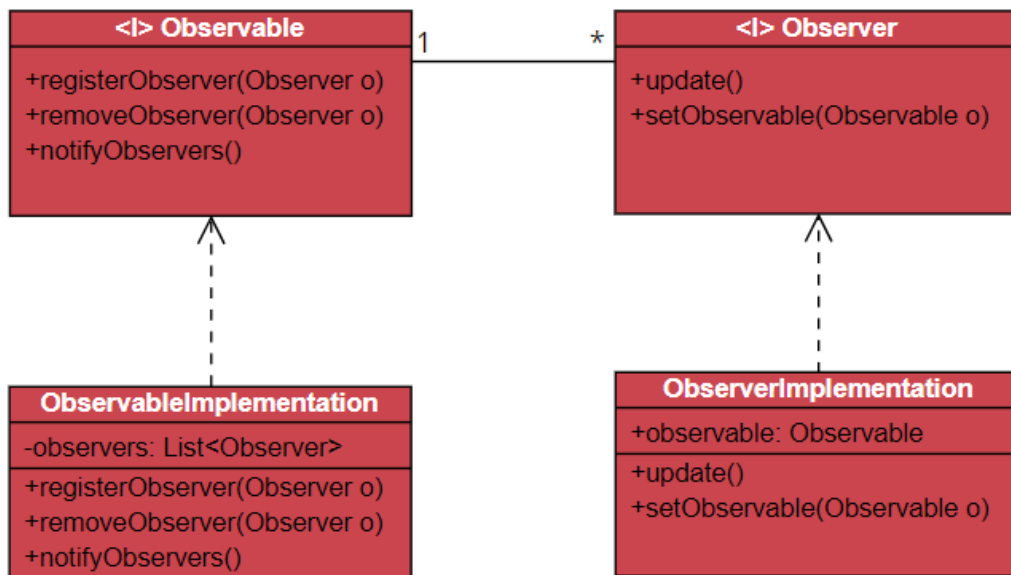 <I> Observable
+registerObserver(Observer o)
+removeObserver(Observer o)
+notifyObservers()
1
*
<I> Observer
+update()
+setObservable(Observable o)
ObservableImplementation
-observers: List<Observer>
+registerObserver(Observer o)
+removeObserver(Observer o)
+notifyObservers()
ObserverImplementation
+observable: Observable
+update()
+setObservable(Observable o)